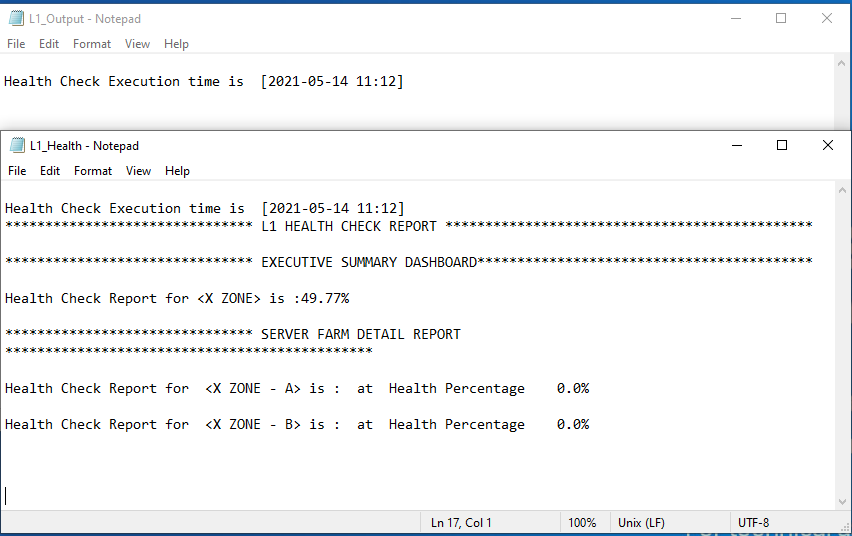 L1_Output - Notepad
File Edit Format View Help
Health Check Execution time is  [2021-05-14 11:12]
L1_Health - Notepad
File Edit Format View Help
Health Check Execution time is  [2021-05-14 11:12]
******************************* L1 HEALTH CHECK REPORT **********************************************
******************************* EXECUTIVE SUMMARY DASHBOARD******************************************
Health Check Report for <X ZONE> is :49.77%
******************************* SERVER FARM DETAIL REPORT
**********************************************
Health Check Report for  <X ZONE - A> is :  at  Health Percentage    0.0%
Health Check Report for  <X ZONE - B> is :  at  Health Percentage    0.0%
Ln 17, Col 1 100% Unix (LF) UTF-8